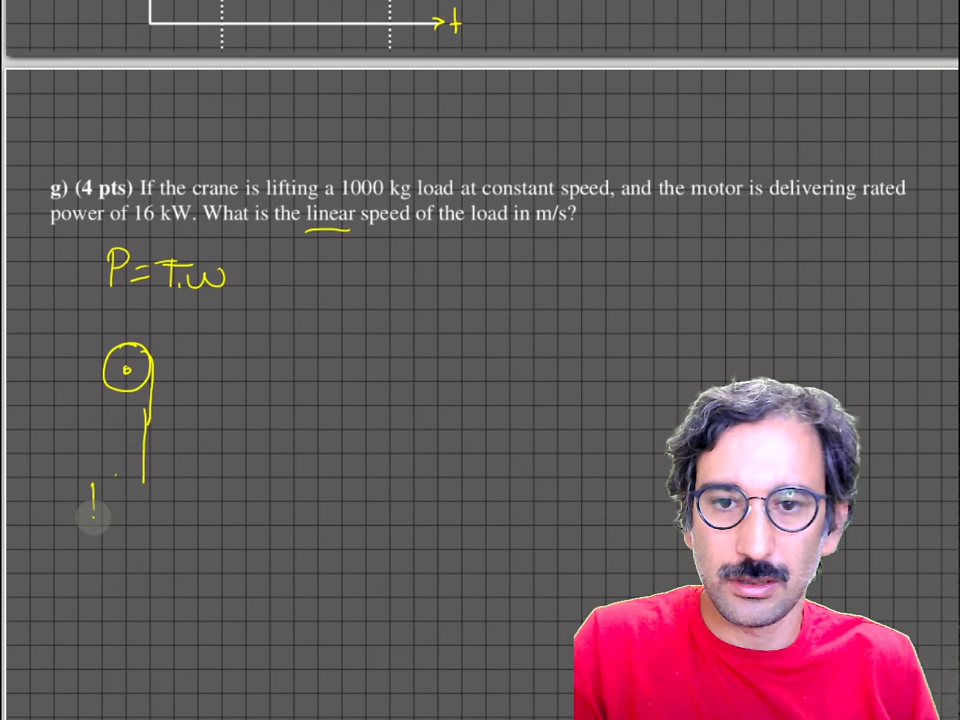 t
g) (4 pts) If the crane is lifting a 1000 kg load at constant speed, and the motor is delivering rated
power of 16 kW. What is the linear speed of the load in m/s?
P = T.ω